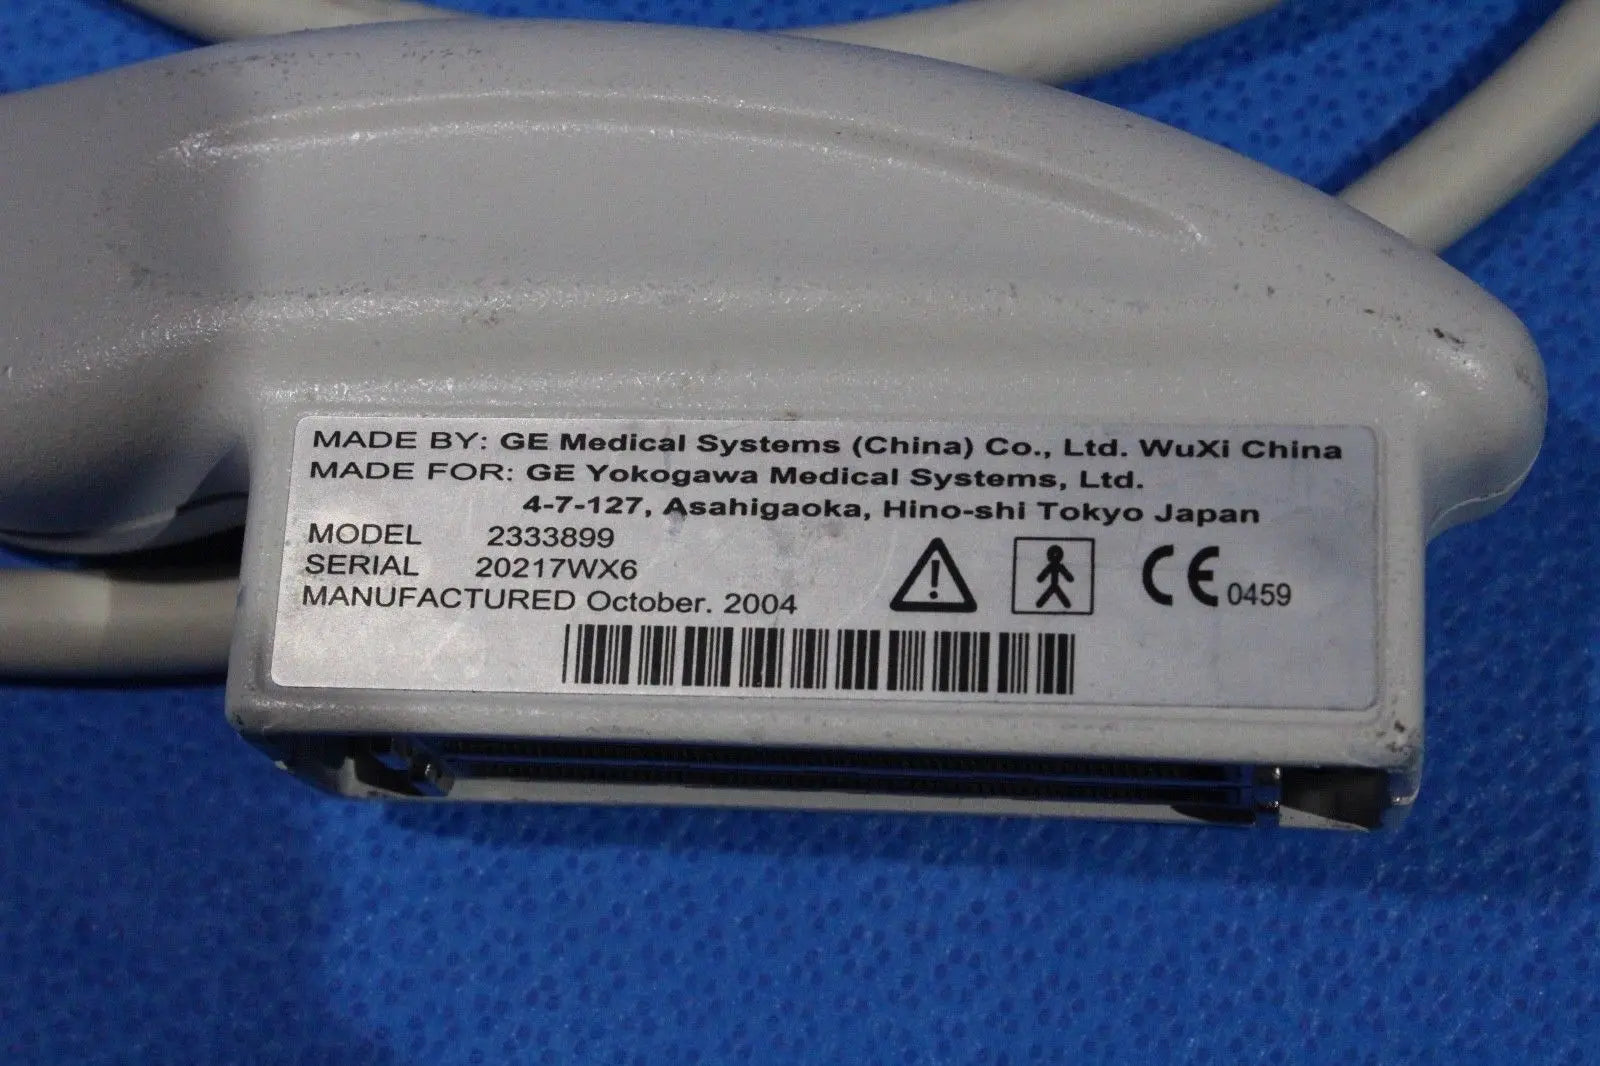 MADE BY: GE Medical Systems (China) Co., Ltd. WuXi China
MADE FOR: GE Yokogawa Medical Systems, Ltd.
4-7-127, Asahigaoka, Hino-shi Tokyo Japan
MODEL 2333899
SERIAL 20217WX6
MANUFACTURED October. 2004
CE 0459